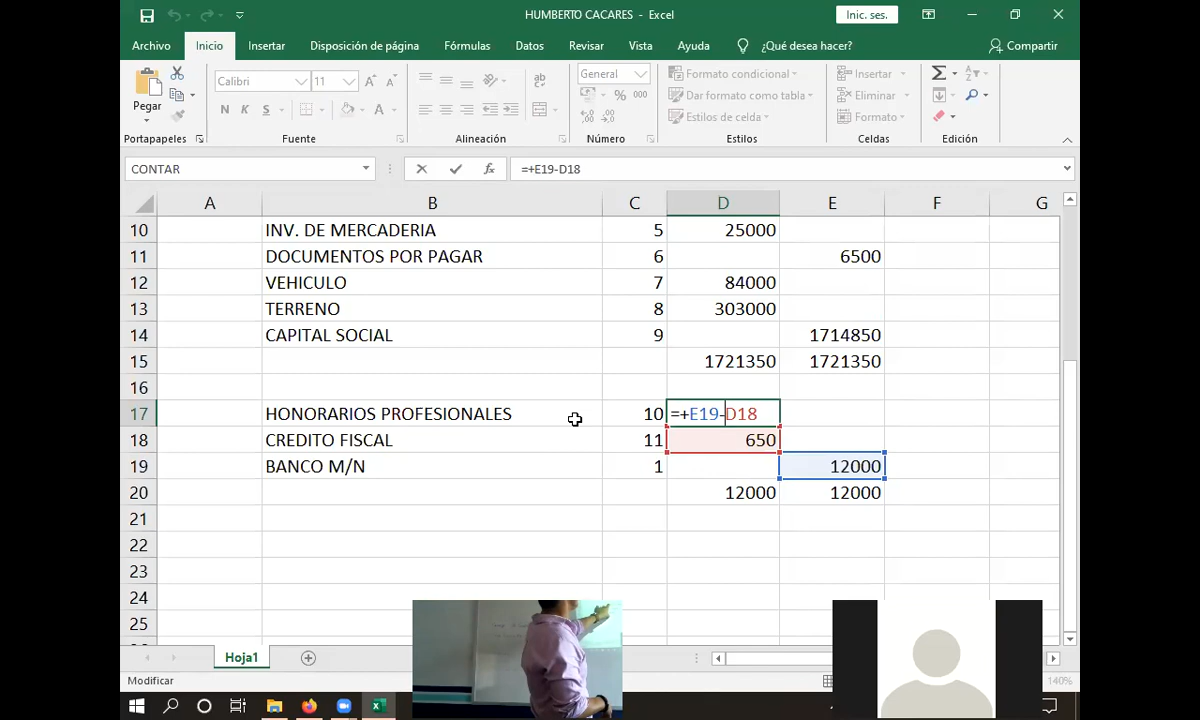 HUMBERTO CACARES - Excel
Inic. ses.
Archivo Inicio Insertar Disposición de página Fórmulas Datos Revisar Vista Ayuda ¿Qué desea hacer? Compartir
Pegar
Calibri 11
N K S
ab
General
% 000
Formato condicional
Dar formato como tabla
Estilos de celda
Insertar
Eliminar
Formato
Portapapeles Fuente Alineación Número Estilos Celdas Edición
CONTAR fx =+E19-D18
A B C D E F G
10 INV. DE MERCADERIA 5 25000
11 DOCUMENTOS POR PAGAR 6 6500
12 VEHICULO 7 84000
13 TERRENO 8 303000
14 CAPITAL SOCIAL 9 1714850
15 1721350 1721350
16
17 HONORARIOS PROFESIONALES 10 =+E19-D18
18 CREDITO FISCAL 11 650
19 BANCO M/N 1 12000
20 12000 12000
21
22
23
24
25
Hoja1
Modificar 140%